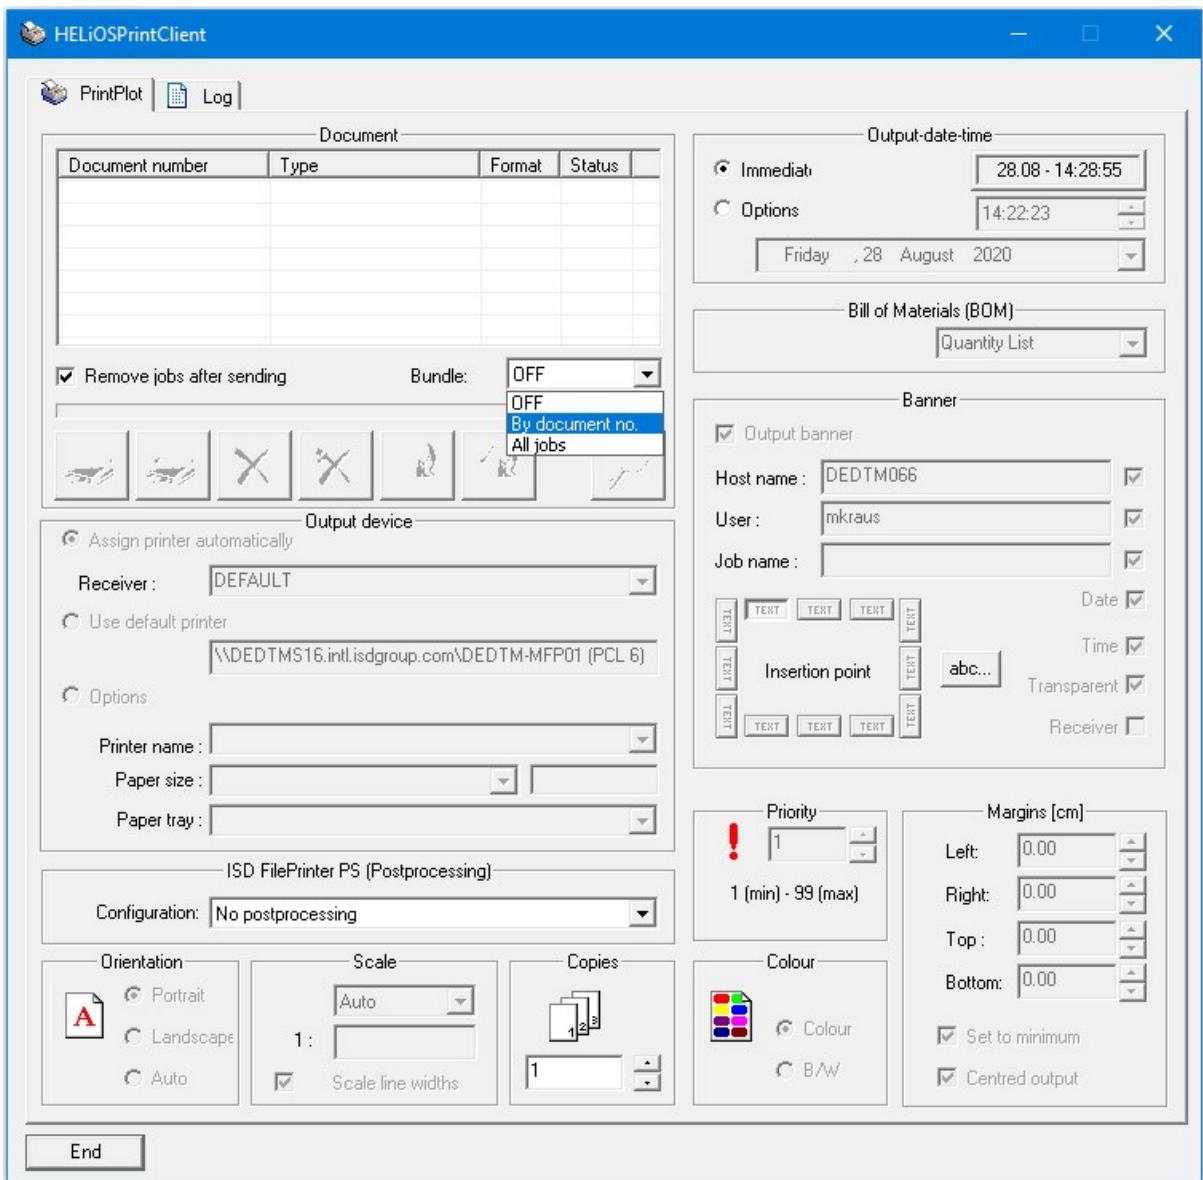 HELiOSPrintClient
PrintPlot
Log
Document
Document number Type Format Status
Remove jobs after sending
Bundle: OFF
OFF
By document no.
All jobs
Output device
Assign printer automatically
Receiver : DEFAULT
Use default printer
\\DEDTMS16.intl.isdgroup.com\DEDTM-MFP01 (PCL 6)
Options
Printer name :
Paper size :
Paper tray :
ISD FilePrinter PS (Postprocessing)
Configuration: No postprocessing
Orientation
A
Portrait
Landscape
Auto
Scale
Auto
1 :
Scale line widths
Copies
1 2 3
1
Output-date-time
Immediat
28.08 - 14:28:55
Options
14:22:23
Friday , 28 August 2020
Bill of Materials (BOM)
Quantity List
Banner
Output banner
Host name : DEDTM066
User : mkraus
Job name :
TEXT TEXT TEXT TEXT TEXT
TEXT Insertion point TEXT
TEXT TEXT TEXT TEXT TEXT
abc...
Date
Time
Transparent
Receiver
Priority
1
1 (min) - 99 (max)
Colour
Colour
B/W
Margins [cm]
Left: 0.00
Right: 0.00
Top : 0.00
Bottom: 0.00
Set to minimum
Centred output
End